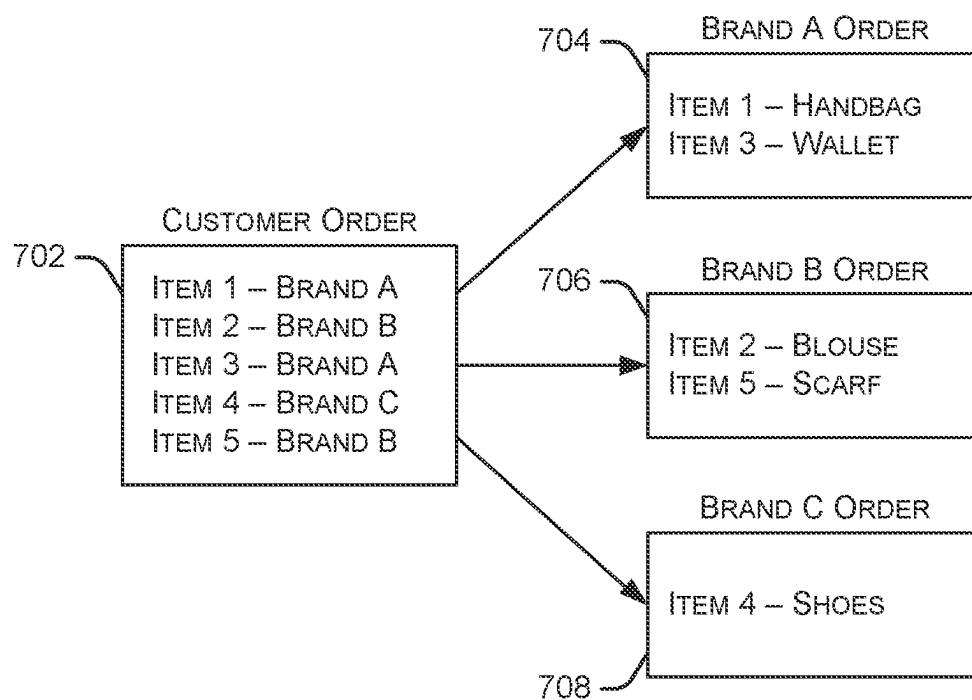 704
BRAND A ORDER
ITEM 1 – HANDBAG
ITEM 3 – WALLET
CUSTOMER ORDER
702
ITEM 1 – BRAND A
ITEM 2 – BRAND B
ITEM 3 – BRAND A
ITEM 4 – BRAND C
ITEM 5 – BRAND B
706
BRAND B ORDER
ITEM 2 – BLOUSE
ITEM 5 – SCARF
BRAND C ORDER
ITEM 4 – SHOES
708